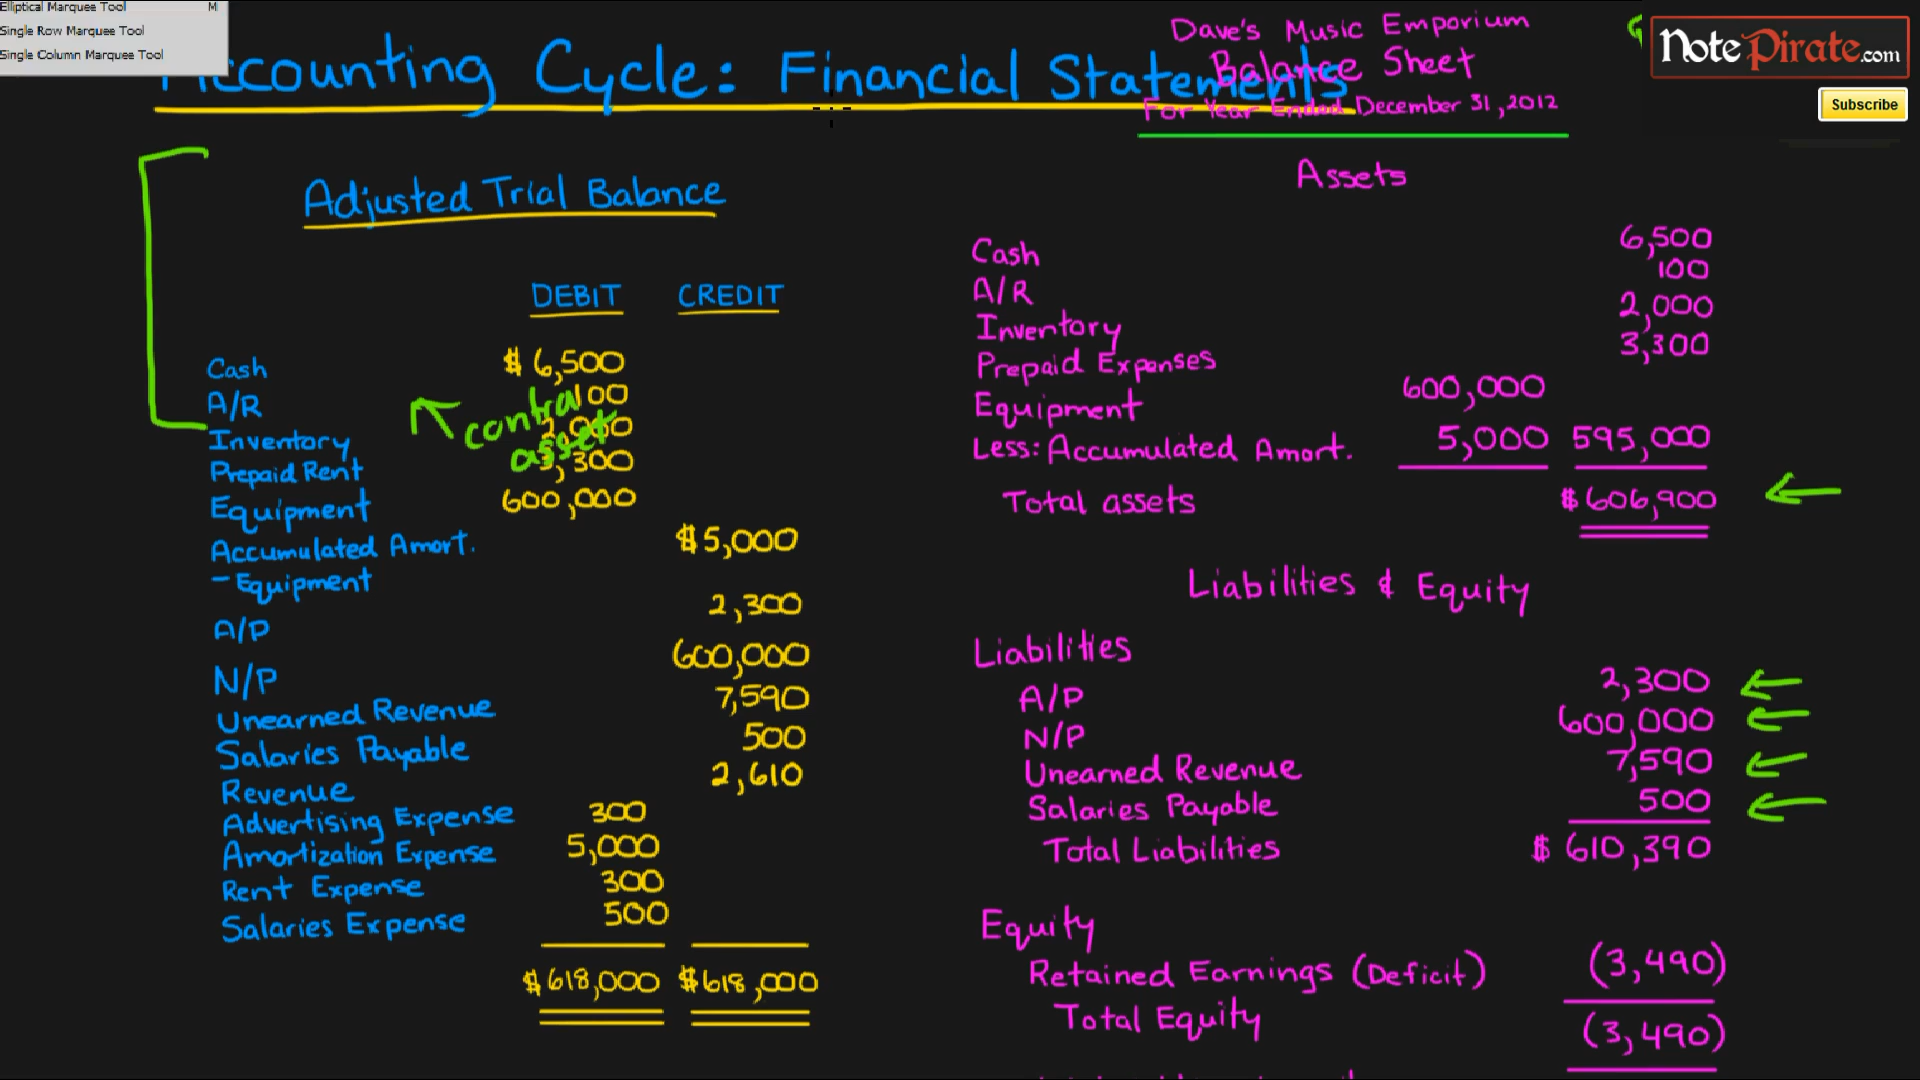 Elliptical Marquee Tool M
Single Row Marquee Tool
Single Column Marquee Tool
Accounting Cycle: Financial Statements
Dave's Music Emporium
Balance Sheet
For Year Ended December 31, 2012
NotePirate.com
Subscribe
Adjusted Trial Balance
DEBIT CREDIT
Cash $6,500
A/R 100
Inventory 2,000
Prepaid Rent 3,300
Equipment 600,000
contra
asset
Accumulated Amort. $5,000
- Equipment
A/P 2,300
N/P 600,000
Unearned Revenue 7,590
Salaries Payable 500
Revenue 2,610
Advertising Expense 300
Amortization Expense 5,000
Rent Expense 300
Salaries Expense 500
$618,000 $618,000
Assets
Cash 6,500
A/R 100
Inventory 2,000
Prepaid Expenses 3,300
Equipment 600,000
Less: Accumulated Amort. 5,000 595,000
Total assets $606,900
Liabilities & Equity
Liabilities
A/P 2,300
N/P 600,000
Unearned Revenue 7,590
Salaries Payable 500
Total Liabilities $610,390
Equity
Retained Earnings (Deficit) (3,490)
Total Equity (3,490)